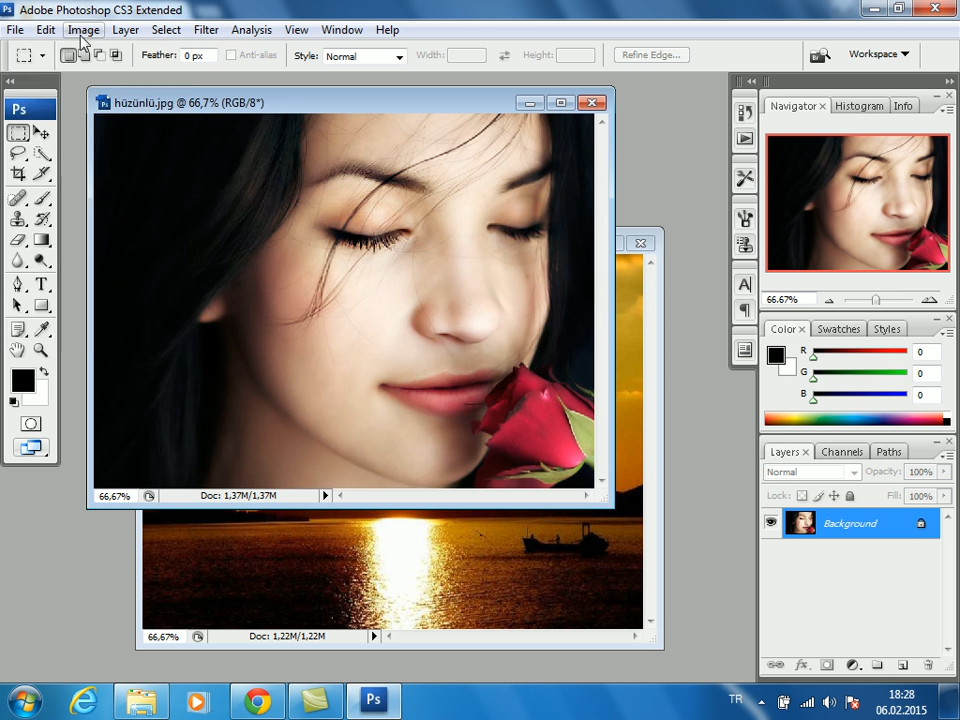 Ps Adobe Photoshop CS3 Extended
File Edit Image Layer Select Filter Analysis View Window Help
Feather: 0 px Anti-alias Style: Normal Width: Height: Refine Edge... Workspace
Ps
hüzünlü.jpg @ 66,7% (RGB/8*)
66,67% Doc: 1,37M/1,37M
66,67% Doc: 1,22M/1,22M
Navigator × Histogram Info
66.67%
Color × Swatches Styles
R 0
G 0
B 0
Layers × Channels Paths
Normal Opacity: 100%
Lock: Fill: 100%
Background
Ps TR 18:28
06.02.2015